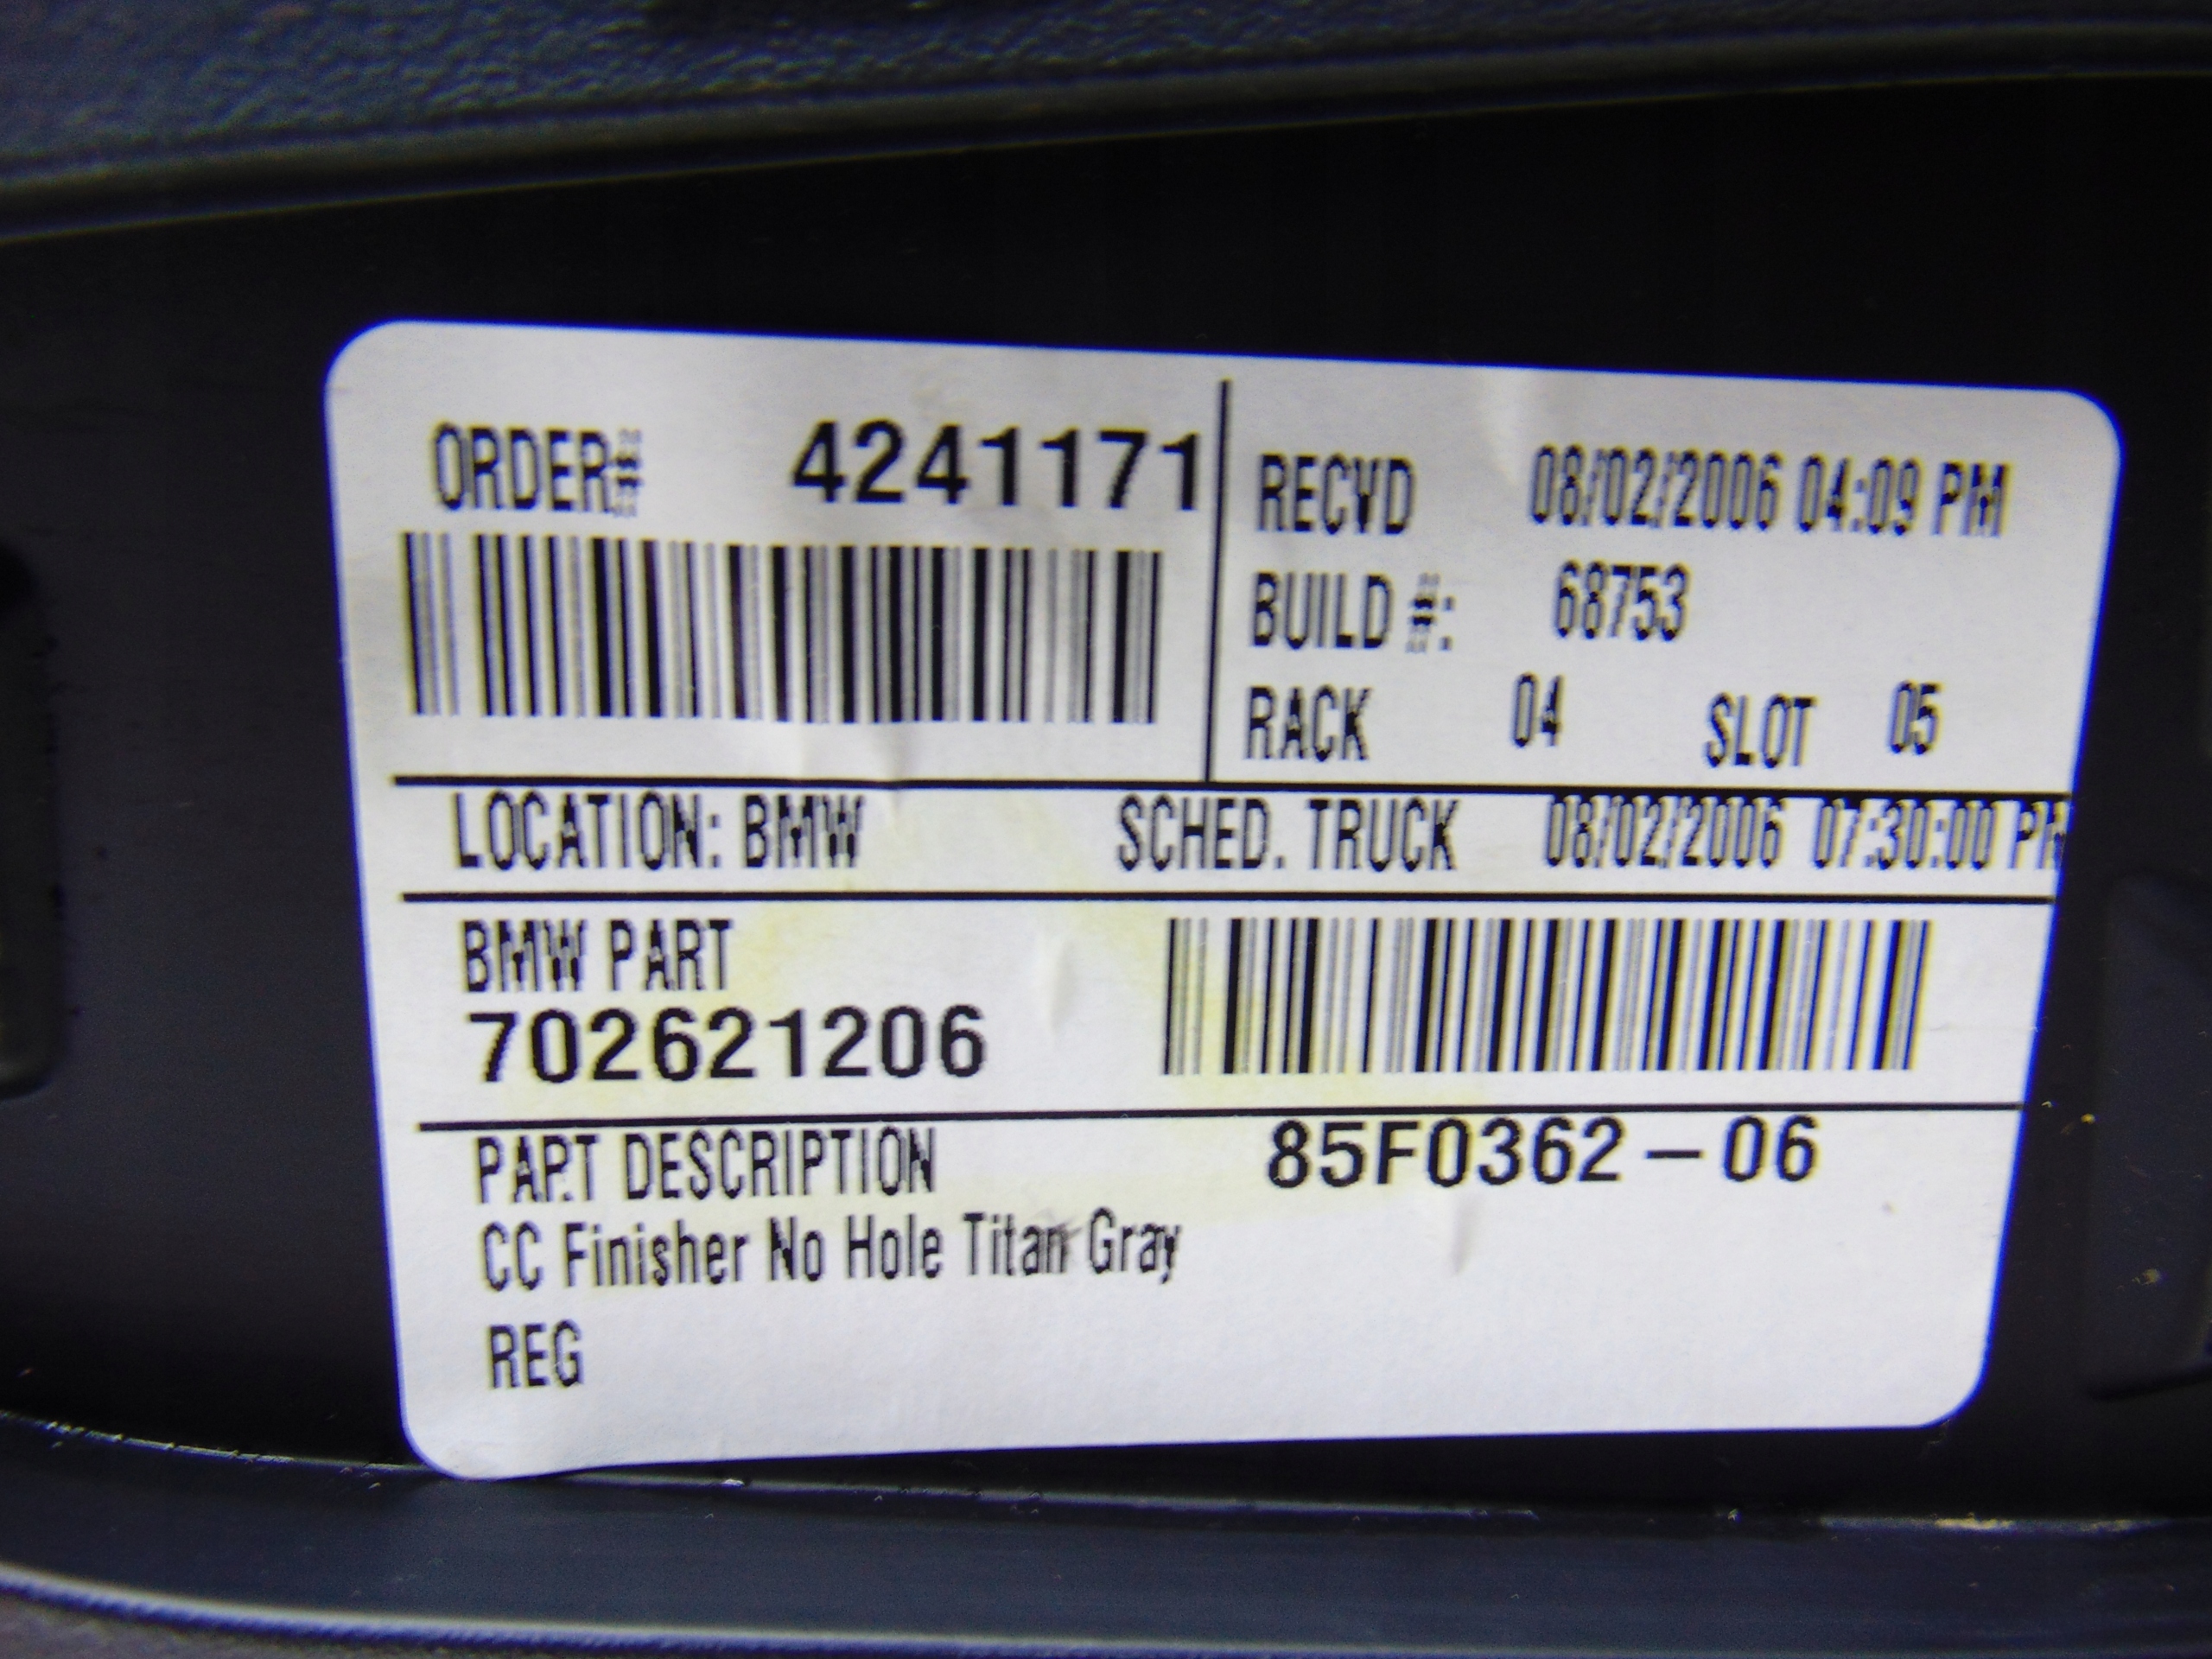 ORDER# 4241171
RECVD 08/02/2006 04:09 PM
BUILD #: 68753
RACK 04 SLOT 05
LOCATION: BMW SCHED. TRUCK 08/02/2006 07:30:00 PM
BMW PART
702621206
PART DESCRIPTION 85F0362-06
CC Finisher No Hole Titan Gray
REG